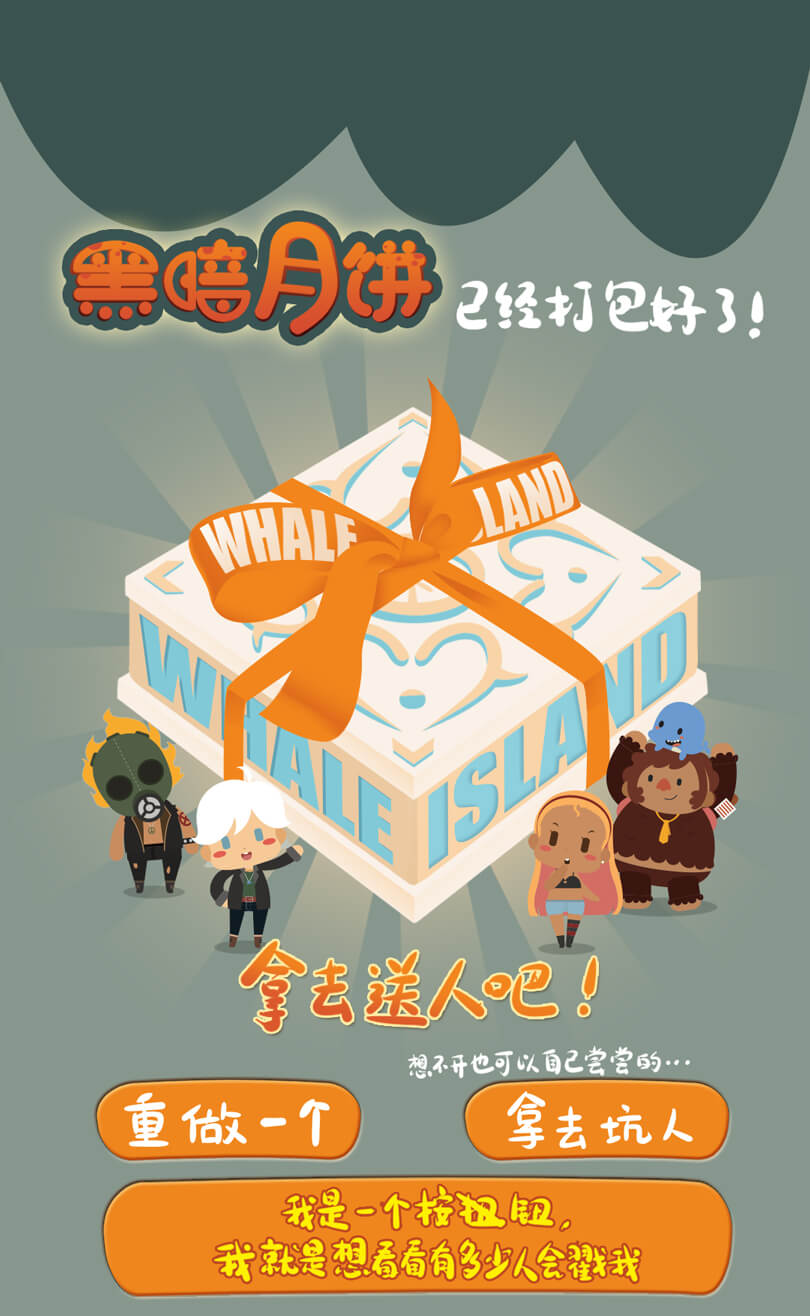 黑暗月饼 已经打包好了!
WHALE LAND
WHALE ISLAND
拿去送人吧!
想不开也可以自己尝尝的…
重做一个 拿去坑人
我是一个按钮钮,
我就是想看看有多少人会戳我